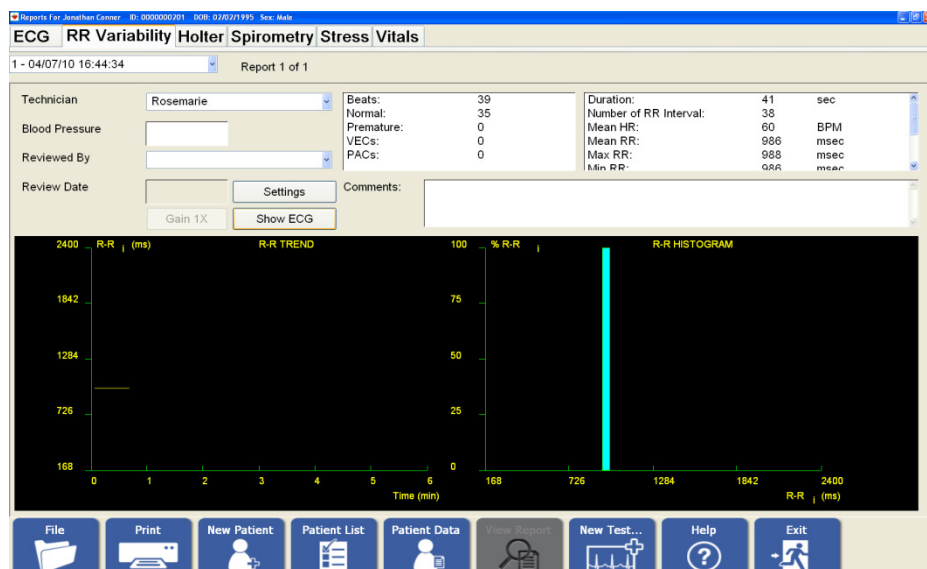 Reports For Jonathan Conner ID: 0000000201 DOB: 02/02/1995 Sex: Male
ECG RR Variability Holter Spirometry Stress Vitals
1 - 04/07/10 16:44:34 Report 1 of 1
Technician Rosemarie
Blood Pressure
Reviewed By
Review Date Settings
Gain 1X Show ECG
Beats: 39
Normal: 35
Premature: 0
VECs: 0
PACs: 0
Duration: 41 sec
Number of RR Interval: 38
Mean HR: 60 BPM
Mean RR: 986 msec
Max RR: 988 msec
Min RR: 986 msec
Comments:
R-R i (ms) R-R TREND
2400
1842
1284
726
168
0 1 2 3 4 5 6
Time (min)
% R-R i R-R HISTOGRAM
100
75
50
25
0
168 726 1284 1842 2400
R-R i (ms)
File Print New Patient Patient List Patient Data View Report New Test... Help Exit